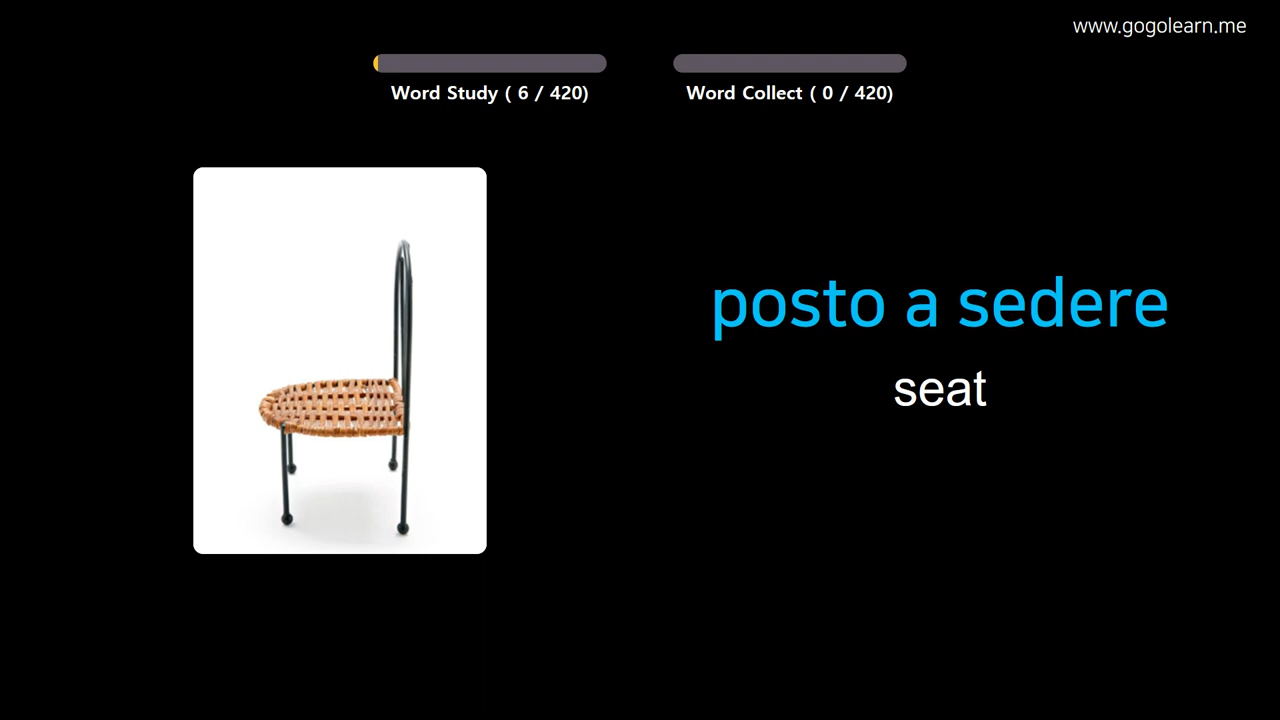 www.gogolearn.me
Word Study ( 6 / 420)
Word Collect ( 0 / 420)
posto a sedere
seat